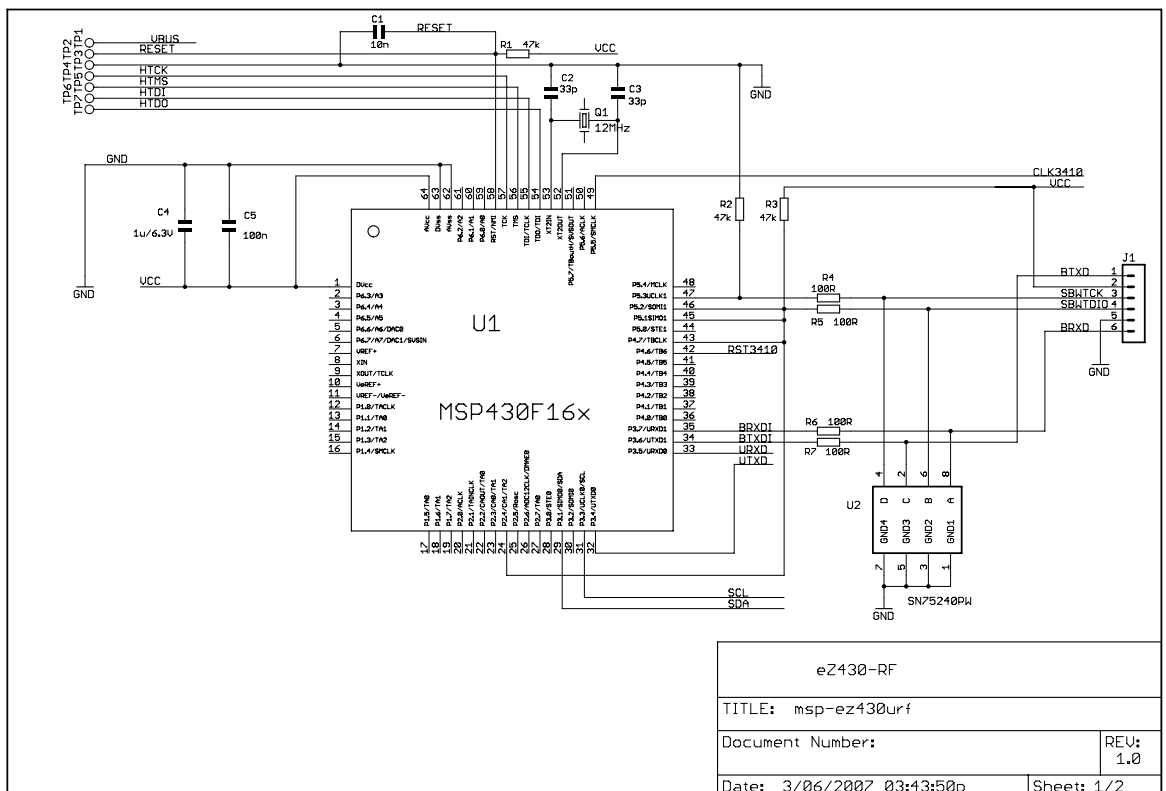 TP6TP4TP2
TP7TP5TP3TP1
VBUS
RESET
HTCK
HTMS
HTDI
HTDO
C1
10n
RESET
R1 47k
VCC
C2
33p
C3
33p
Q1
12MHz
GND
GND
C4
1u/6.3V
C5
100n
GND
VCC
CLK3410
VCC
R2
47k
R3
47k
64 63 62 61 60 59 58 57 56 55 54 53 52 51 50 49
AVcc
DVss
AVss
P6.2/A2
P6.1/A1
P6.0/A0
RST/NMI
TCK
TMS
TDI/TCLK
TDO/TDI
XT2IN
XT2OUT
P5.7/TBoutH/SVSOUT
P5.6/ACLK
P5.5/SMCLK
U1
MSP430F16x
1 DVcc
2 P6.3/A3
3 P6.4/A4
4 P6.5/A5
5 P6.6/A6/DAC0
6 P6.7/A7/DAC1/SVSIN
7 VREF+
8 XIN
9 XOUT/TCLK
10 VeREF+
11 VREF-/VeREF-
12 P1.0/TACLK
13 P1.1/TA0
14 P1.2/TA1
15 P1.3/TA2
16 P1.4/SMCLK
P5.4/MCLK 48
P5.3UCLK1 47
P5.2/SOMI1 46
P5.1SIMO1 45
P5.0/STE1 44
P4.7/TBCLK 43
P4.6/TB6 42
P4.5/TB5 41
P4.4/TB4 40
P4.3/TB3 39
P4.2/TB2 38
P4.1/TB1 37
P4.0/TB0 36
P3.7/URXD1 35
P3.6/UTXD1 34
P3.5/URXD0 33
RST3410
BRXDI
BTXDI
URXD
UTXD
P1.5/TA0
P1.6/TA1
P1.7/TA2
P2.0/ACLK
P2.1/TAINCLK
P2.2/CAOUT/TA0
P2.3/CA0/TA1
P2.4/CA1/TA2
P2.5/Rosc
P2.6/ADC12CLK/DMAE0
P2.7/TA0
P3.0/STE0
P3.1/SIMO0/SDA
P3.2/SOMI0
P3.3/UCLK0/SCL
P3.4/UTXD0
17 18 19 20 21 22 23 24 25 26 27 28 29 30 31 32
SCL
SDA
R4
100R
R5 100R
R6 100R
R7 100R
J1
BTXD 1
2
SBWTCK 3
SBWTDIO 4
5
BRXD 6
GND
4 2 6 8
U2
D C B A
GND4 GND3 GND2 GND1
7 5 3 1
SN75240PW
GND
eZ430-RF
TITLE: msp-ez430urf
Document Number:
REV:
1.0
Date: 3/06/2007 03:43:50p
Sheet: 1/2